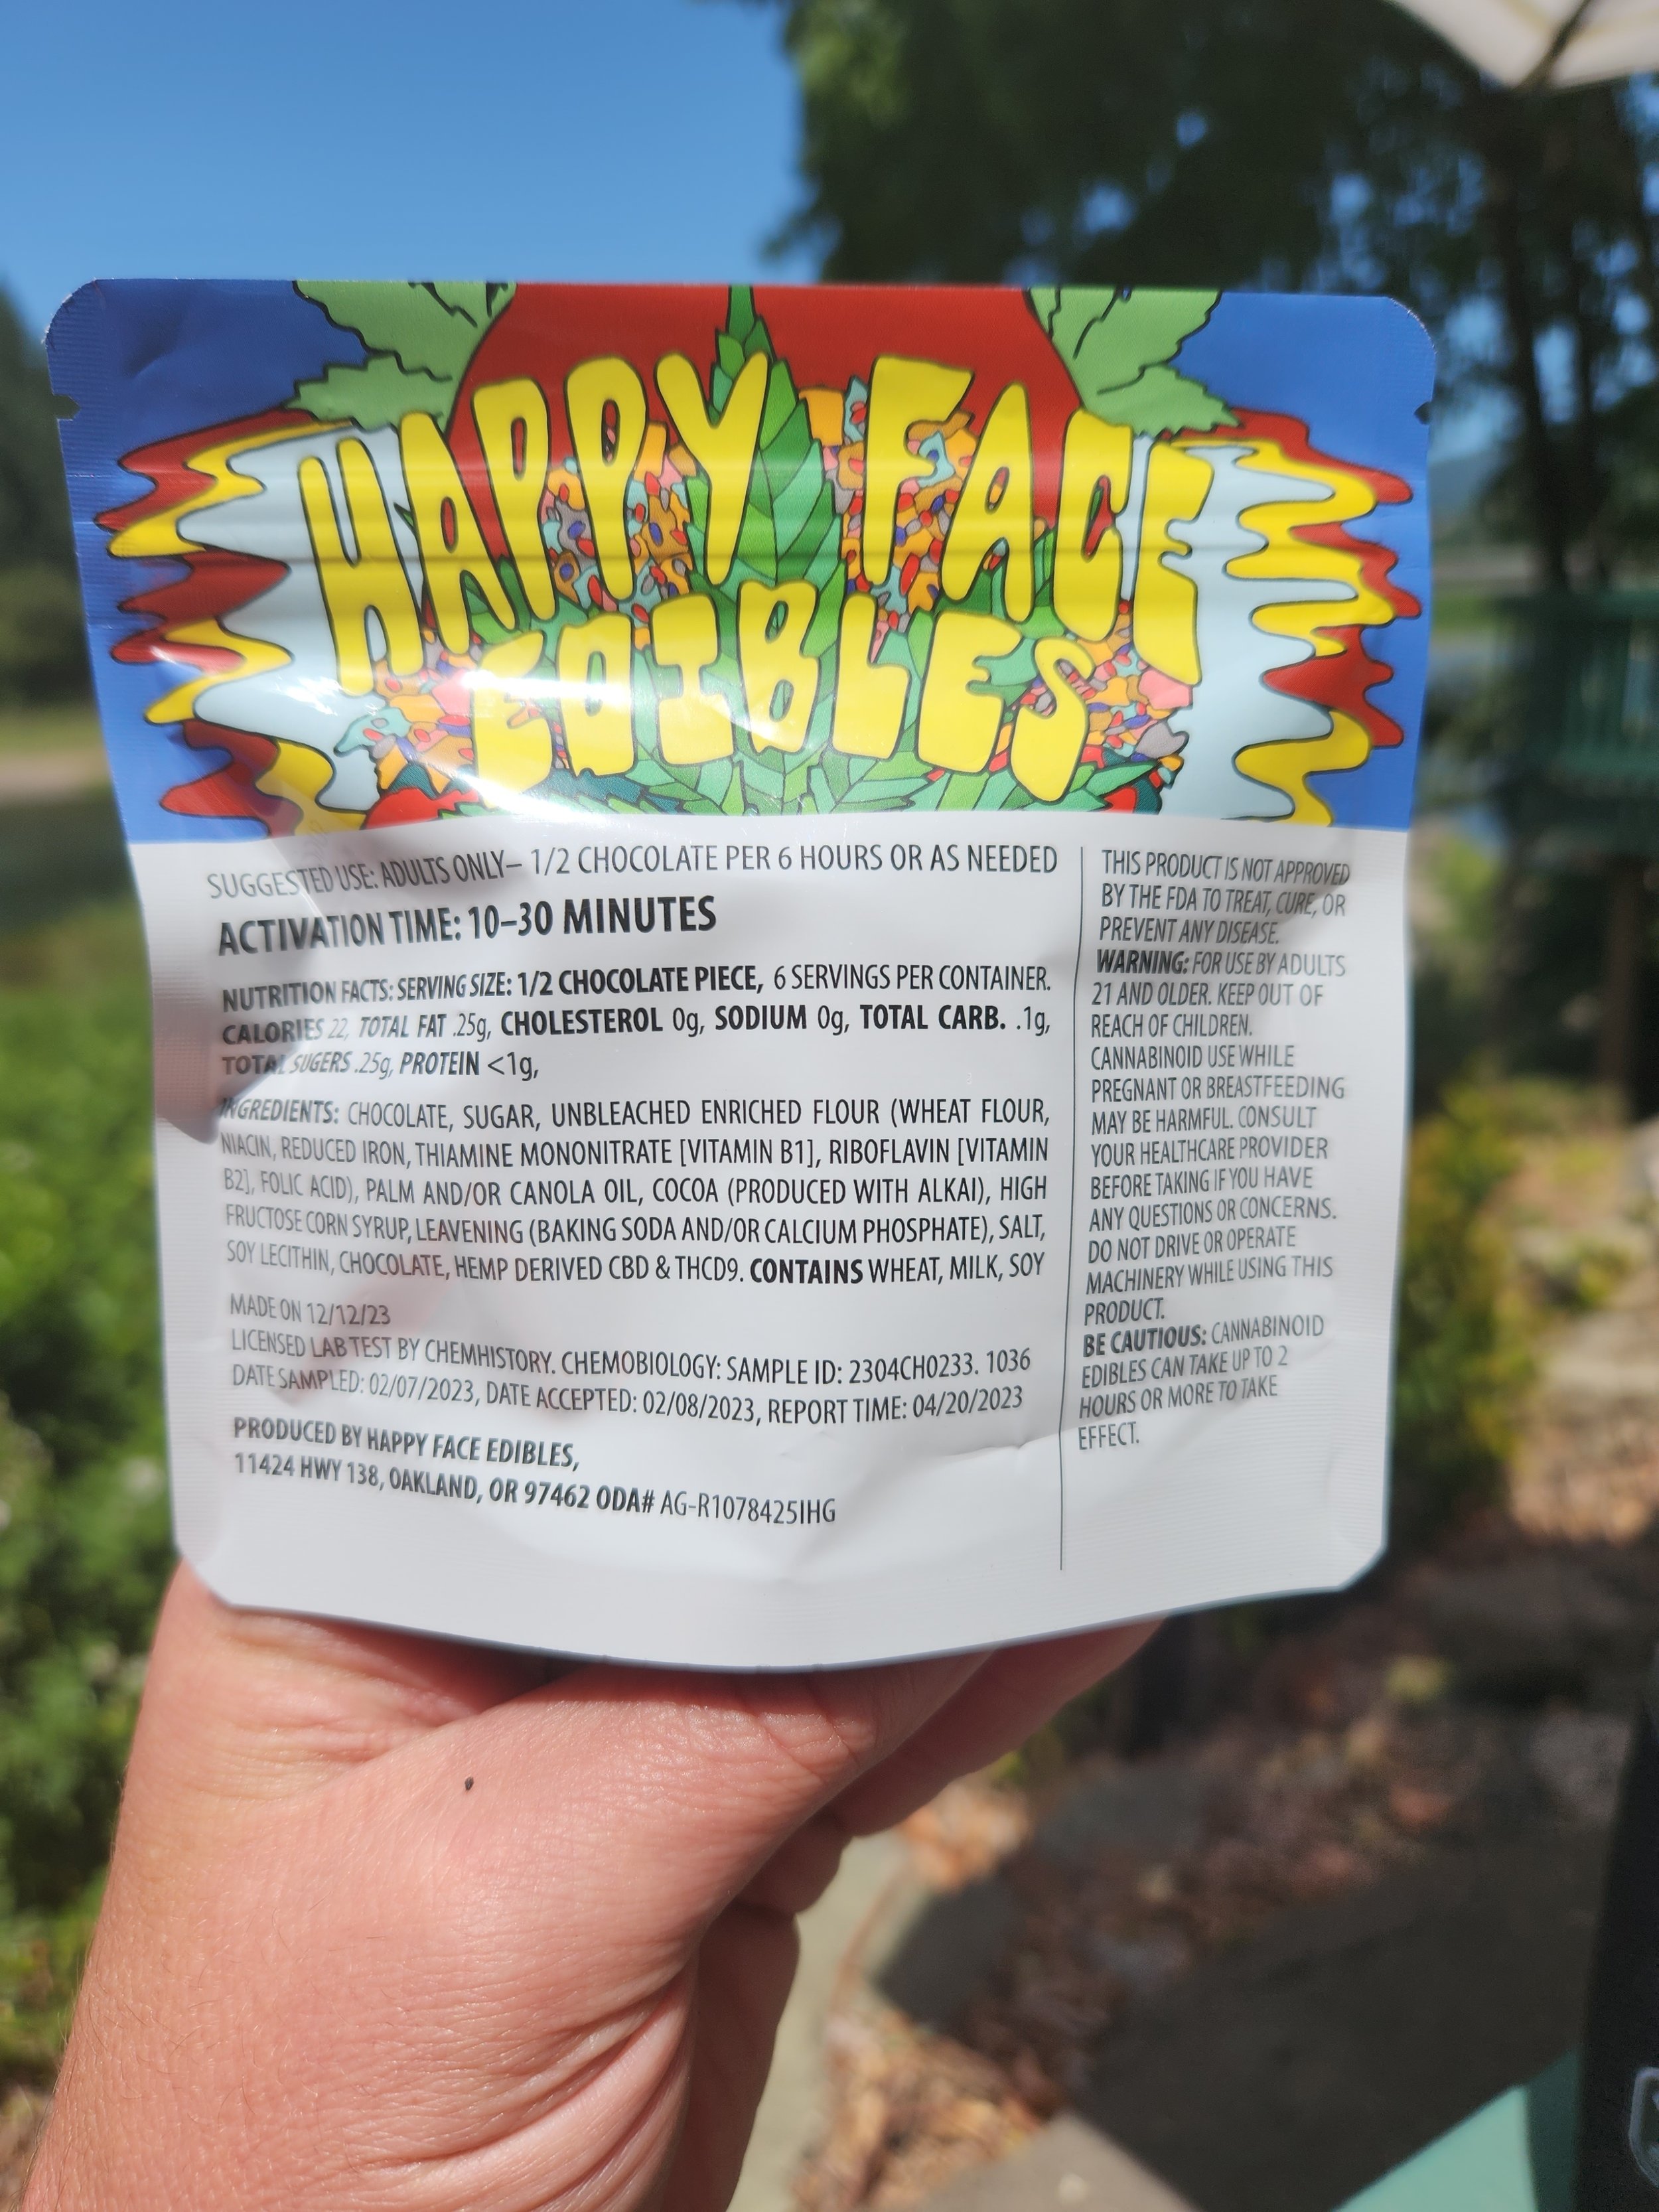 HAPPY FACE
EDIBLES
SUGGESTED USE: ADULTS ONLY– 1/2 CHOCOLATE PER 6 HOURS OR AS NEEDED
ACTIVATION TIME: 10–30 MINUTES
NUTRITION FACTS: SERVING SIZE: 1/2 CHOCOLATE PIECE, 6 SERVINGS PER CONTAINER.
CALORIES 22, TOTAL FAT .25g, CHOLESTEROL 0g, SODIUM 0g, TOTAL CARB. .1g,
TOTAL SUGERS .25g, PROTEIN <1g,
INGREDIENTS: CHOCOLATE, SUGAR, UNBLEACHED ENRICHED FLOUR (WHEAT FLOUR,
NIACIN, REDUCED IRON, THIAMINE MONONITRATE [VITAMIN B1], RIBOFLAVIN [VITAMIN
B2], FOLIC ACID), PALM AND/OR CANOLA OIL, COCOA (PRODUCED WITH ALKAI), HIGH
FRUCTOSE CORN SYRUP, LEAVENING (BAKING SODA AND/OR CALCIUM PHOSPHATE), SALT,
SOY LECITHIN, CHOCOLATE, HEMP DERIVED CBD & THCD9. CONTAINS WHEAT, MILK, SOY
MADE ON 12/12/23
LICENSED LAB TEST BY CHEMHISTORY. CHEMOBIOLOGY: SAMPLE ID: 2304CH0233. 1036
DATE SAMPLED: 02/07/2023, DATE ACCEPTED: 02/08/2023, REPORT TIME: 04/20/2023
PRODUCED BY HAPPY FACE EDIBLES,
11424 HWY 138, OAKLAND, OR 97462 ODA# AG-R1078425IHG
THIS PRODUCT IS NOT APPROVED
BY THE FDA TO TREAT, CURE, OR
PREVENT ANY DISEASE.
WARNING: FOR USE BY ADULTS
21 AND OLDER. KEEP OUT OF
REACH OF CHILDREN.
CANNABINOID USE WHILE
PREGNANT OR BREASTFEEDING
MAY BE HARMFUL. CONSULT
YOUR HEALTHCARE PROVIDER
BEFORE TAKING IF YOU HAVE
ANY QUESTIONS OR CONCERNS.
DO NOT DRIVE OR OPERATE
MACHINERY WHILE USING THIS
PRODUCT.
BE CAUTIOUS: CANNABINOID
EDIBLES CAN TAKE UP TO 2
HOURS OR MORE TO TAKE
EFFECT.